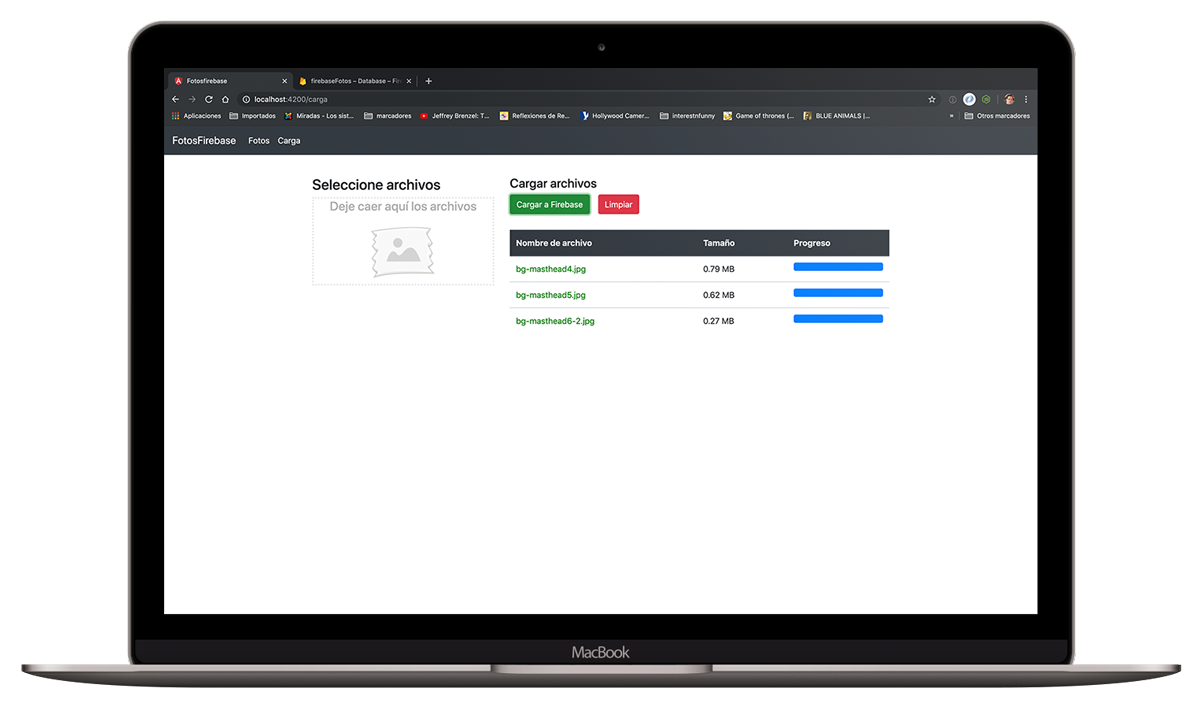 Fotosfirebase
firebaseFotos – Database – Fir
localhost:4200/carga
Aplicaciones Importados Miradas - Los sist... marcadores Jeffrey Brenzel: T... Reflexiones de Re... Hollywood Camer... interestnfunny Game of thrones (... BLUE ANIMALS |... » Otros marcadores
FotosFirebase Fotos Carga
Seleccione archivos
Deje caer aquí los archivos
Cargar archivos
Cargar a Firebase Limpiar
Nombre de archivo Tamaño Progreso
bg-masthead4.jpg 0.79 MB
bg-masthead5.jpg 0.62 MB
bg-masthead6-2.jpg 0.27 MB
MacBook